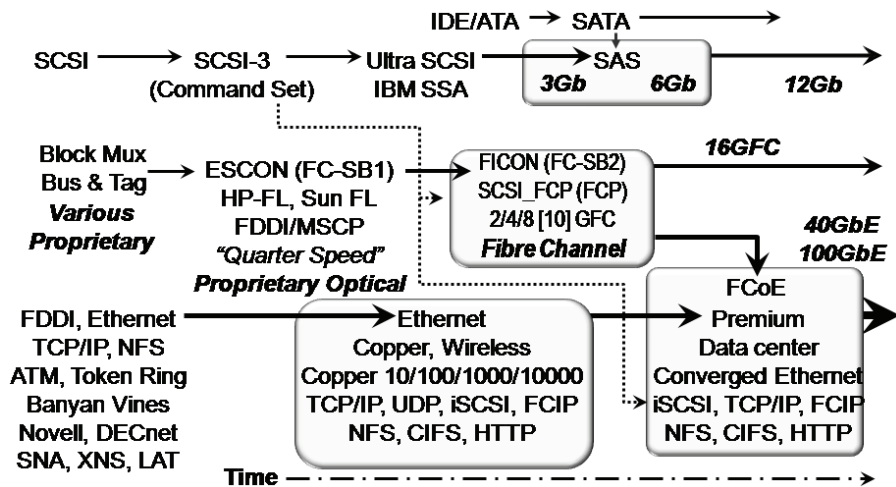 IDE/ATA
SATA
SCSI
SCSI-3
(Command Set)
Ultra SCSI
IBM SSA
SAS
3Gb
6Gb
12Gb
Block Mux
Bus & Tag
Various
Proprietary
ESCON (FC-SB1)
HP-FL, Sun FL
FDDI/MSCP
“Quarter Speed”
Proprietary Optical
FICON (FC-SB2)
SCSI_FCP (FCP)
2/4/8 [10] GFC
Fibre Channel
16GFC
40GbE
100GbE
FDDI, Ethernet
TCP/IP, NFS
ATM, Token Ring
Banyan Vines
Novell, DECnet
SNA, XNS, LAT
Ethernet
Copper, Wireless
Copper 10/100/1000/10000
TCP/IP, UDP, iSCSI, FCIP
NFS, CIFS, HTTP
FCoE
Premium
Data center
Converged Ethernet
iSCSI, TCP/IP, FCIP
NFS, CIFS, HTTP
Time